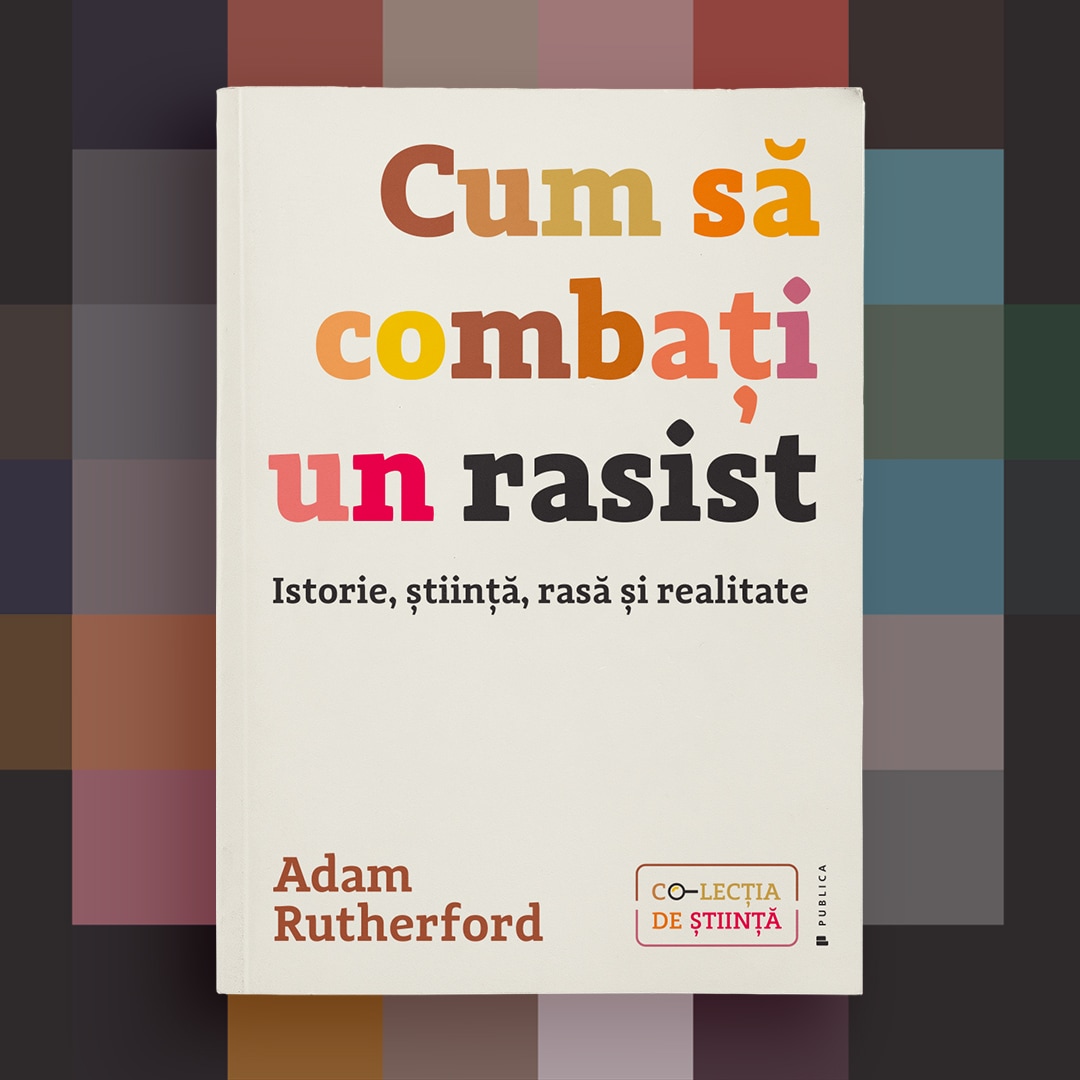 Cum să
combați
un rasist
Istorie, știință, rasă și realitate
Adam
Rutherford
CO-LECȚIA
DE ȘTIINȚĂ
PUBLICA